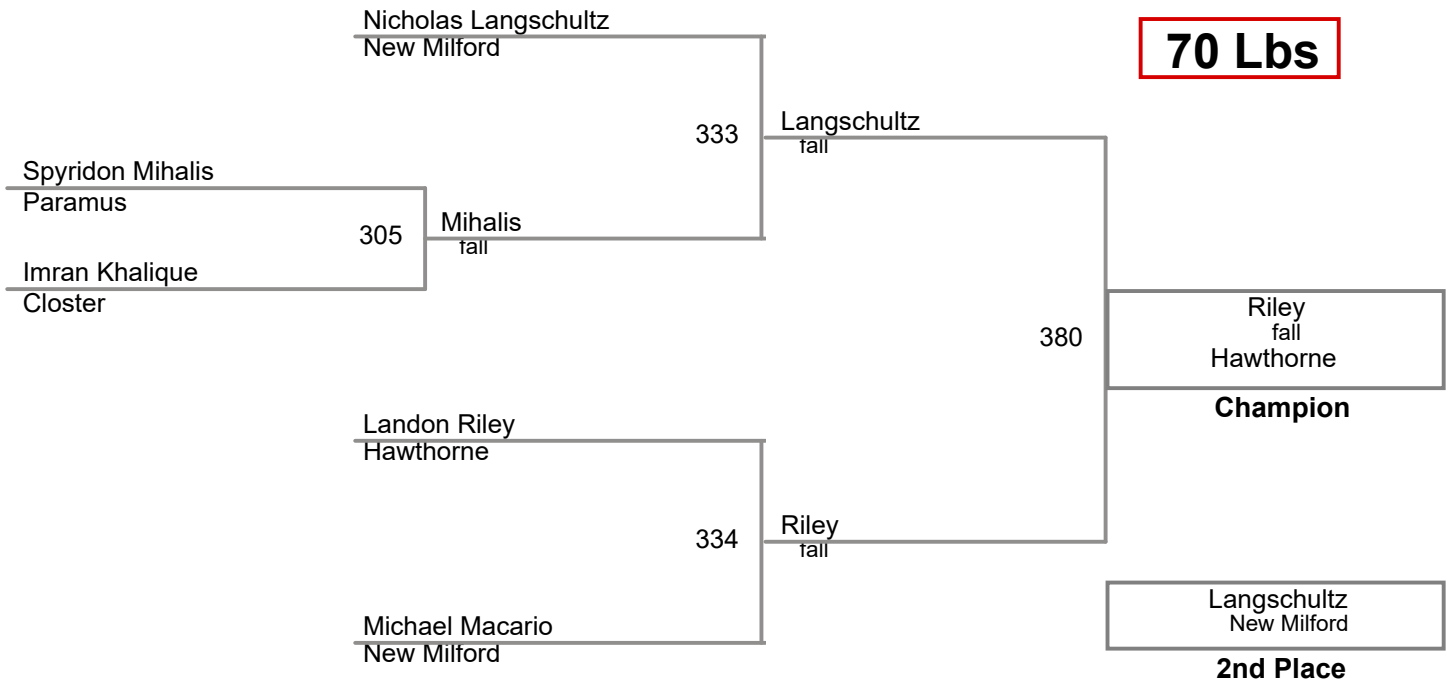 Nicholas Langschultz
New Milford
70 Lbs
333
Langschultz
fall
Spyridon Mihalis
Paramus
305
Mihalis
fall
Imran Khalique
Closter
380
Riley
fall
Hawthorne
Champion
Landon Riley
Hawthorne
334
Riley
fall
Michael Macario
New Milford
Langschultz
New Milford
2nd Place